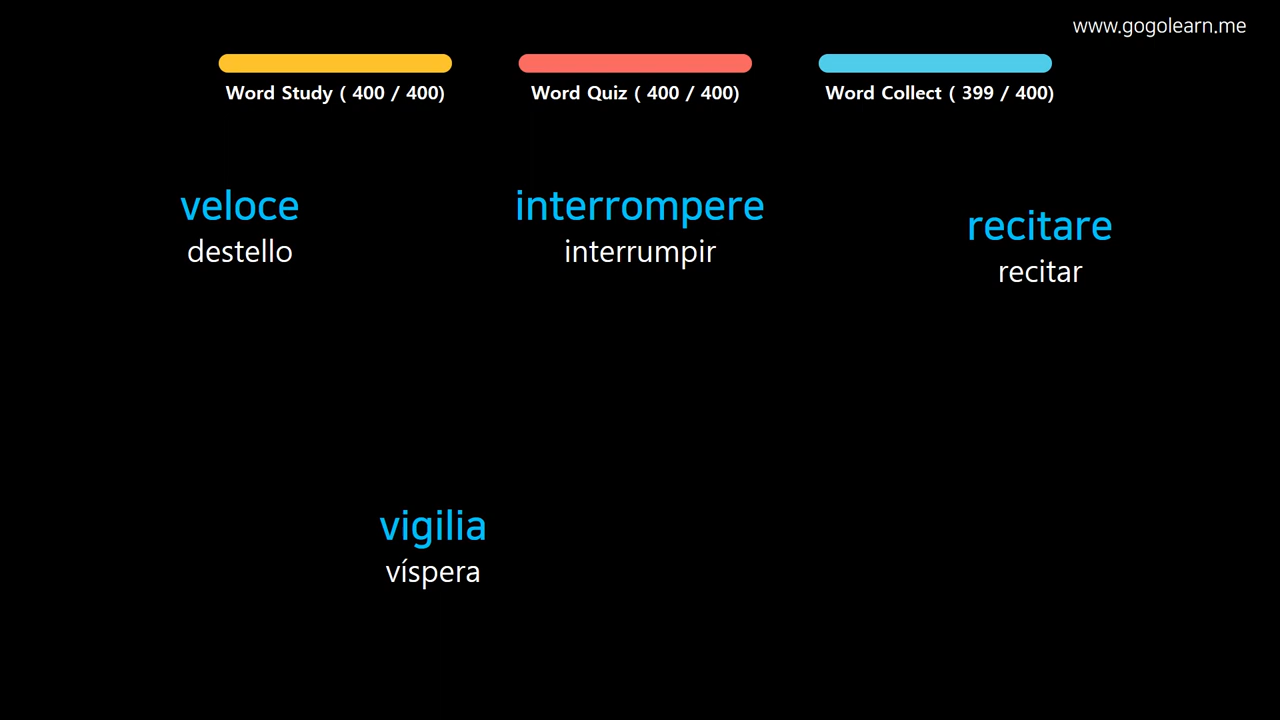 www.gogolearn.me
Word Study ( 400 / 400)
Word Quiz ( 400 / 400)
Word Collect ( 399 / 400)
veloce
destello
interrompere
interrumpir
recitare
recitar
vigilia
víspera